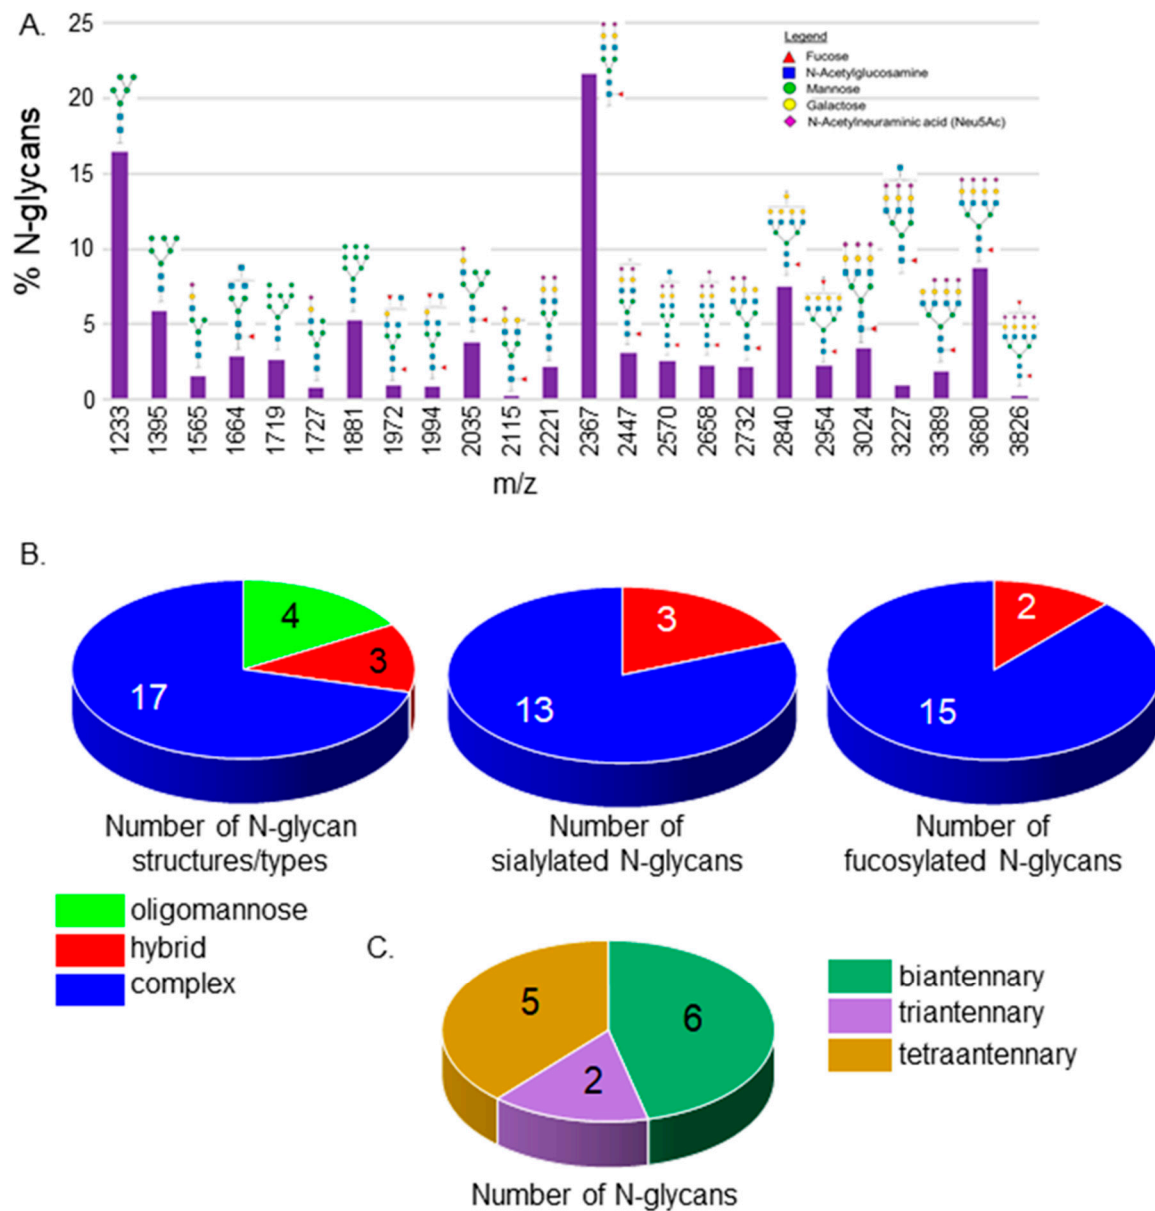 A.
25
20
15
10
5
0
% N-glycans
Legend
Fucose
N-Acetylglucosamine
Mannose
Galactose
N-Acetylneuraminic acid (Neu5Ac)
1233 1395 1565 1664 1719 1727 1881 1972 1994 2035 2115 2221 2367 2447 2570 2658 2732 2840 2954 3024 3227 3389 3680 3826
m/z
B.
4
3
17
3
13
2
15
Number of N-glycan
structures/types
Number of
sialylated N-glycans
Number of
fucosylated N-glycans
oligomannose
hybrid
complex
C.
5
6
2
biantennary
triantennary
tetraantennary
Number of N-glycans